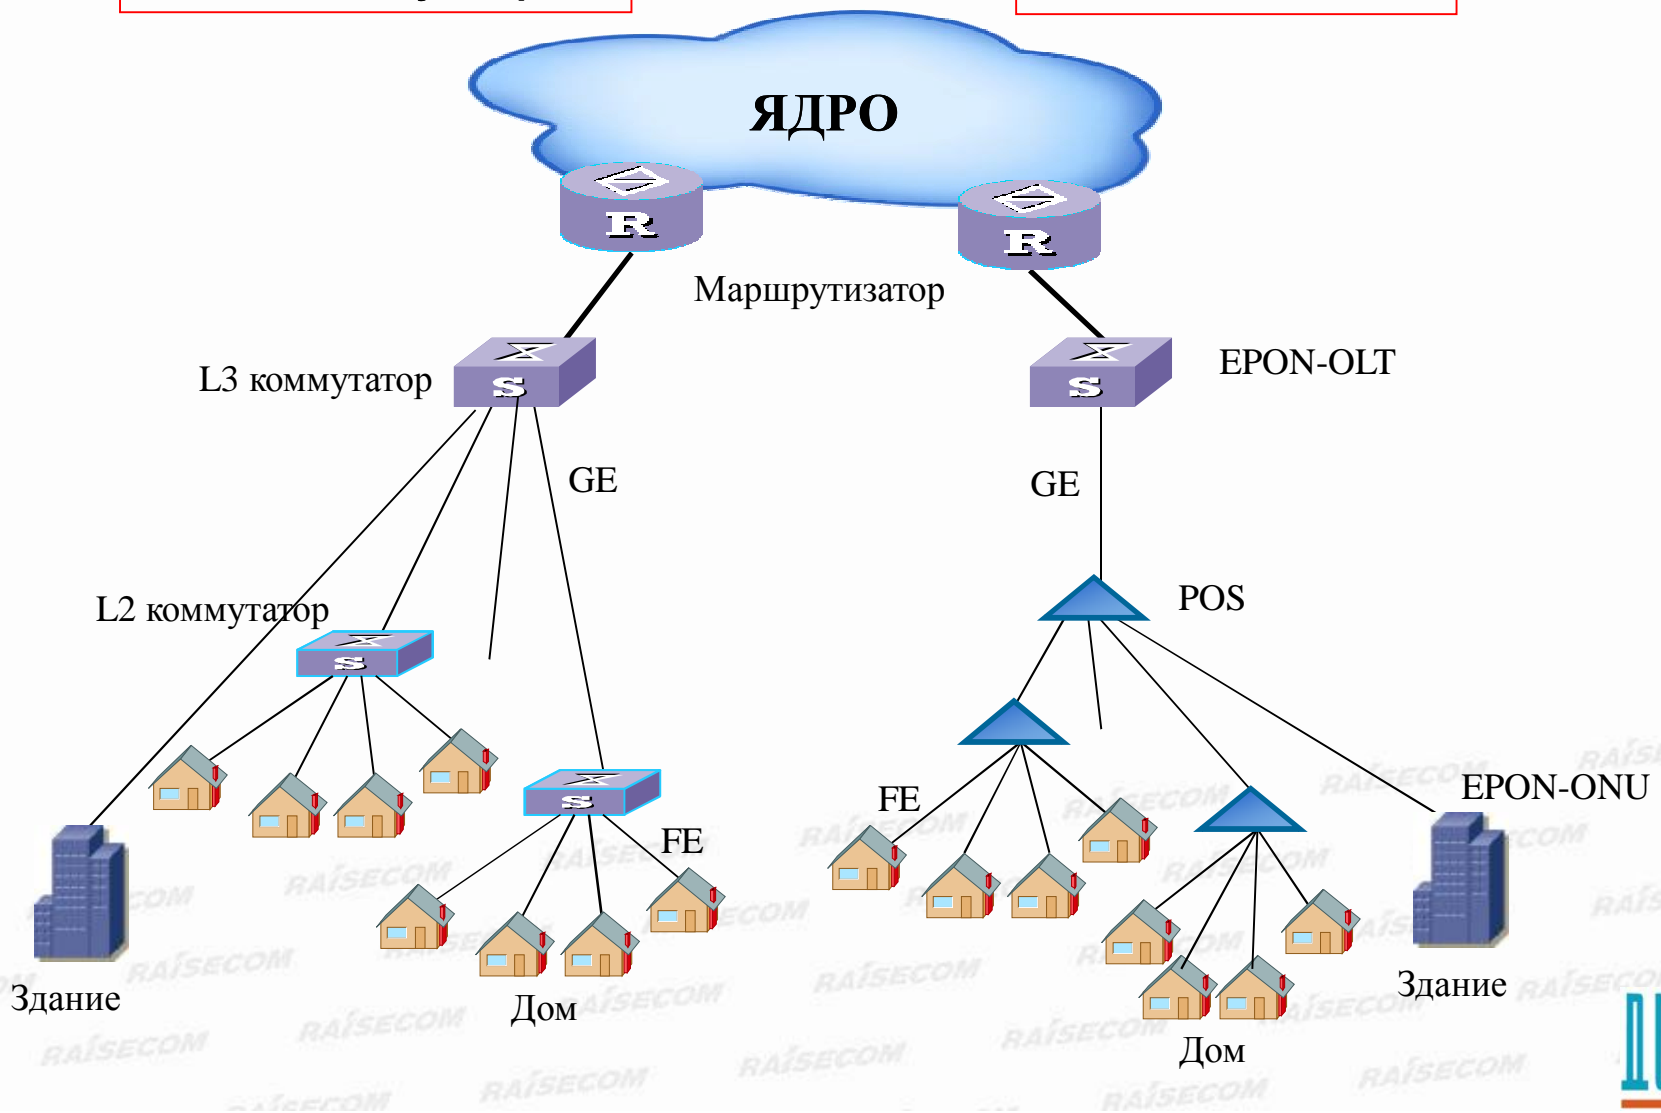 ЯДРО
R
R
Маршрутизатор
L3 коммутатор
S
S
EPON-OLT
GE
GE
L2 коммутатор
S
POS
S
FE
FE
EPON-ONU
Здание
Дом
Здание
Дом
RAISECOM